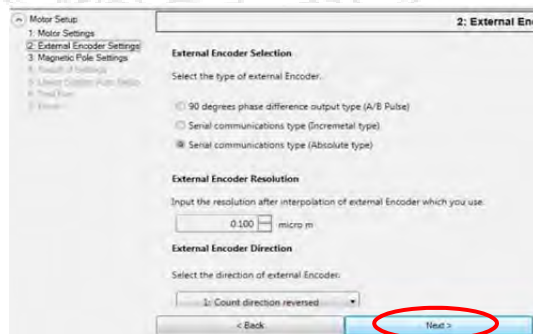 Motor Setup
1. Motor Settings
2. External Encoder Settings
3. Magnetic Pole Settings
2: External En
External Encoder Selection
Select the type of external Encoder.
90 degrees phase difference output type (A/B Pulse)
Serial communications type (Incremetal type)
Serial communications type (Absolute type)
External Encoder Resolution
Input the resolution after interpolation of external Encoder which you use.
0.100 micro m
External Encoder Direction
Select the direction of external Encoder.
1: Count direction reversed
< Back
Next >